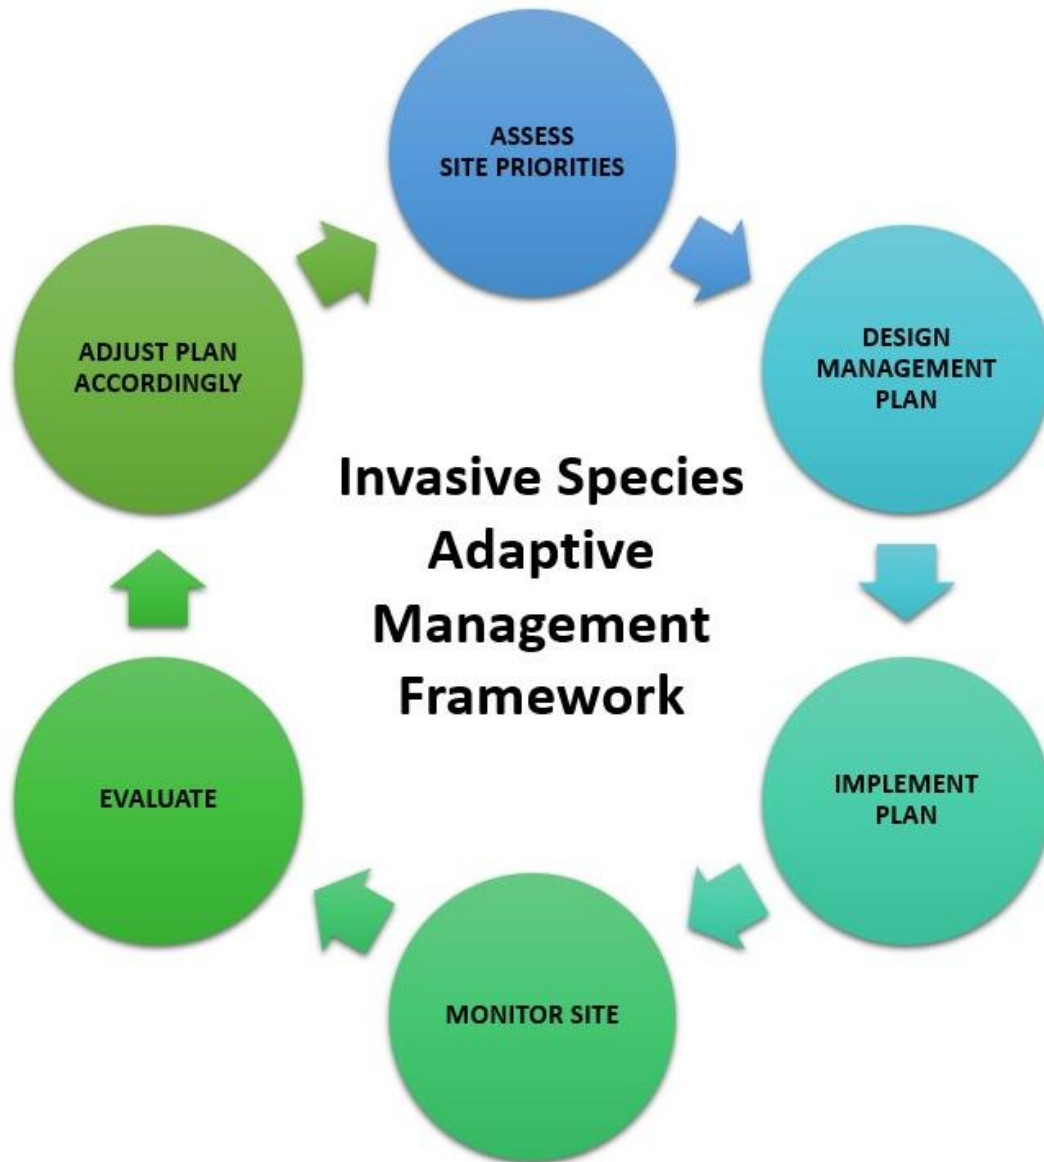 ASSESS
SITE PRIORITIES
DESIGN
MANAGEMENT
PLAN
IMPLEMENT
PLAN
MONITOR SITE
EVALUATE
ADJUST PLAN
ACCORDINGLY
Invasive Species
Adaptive
Management
Framework